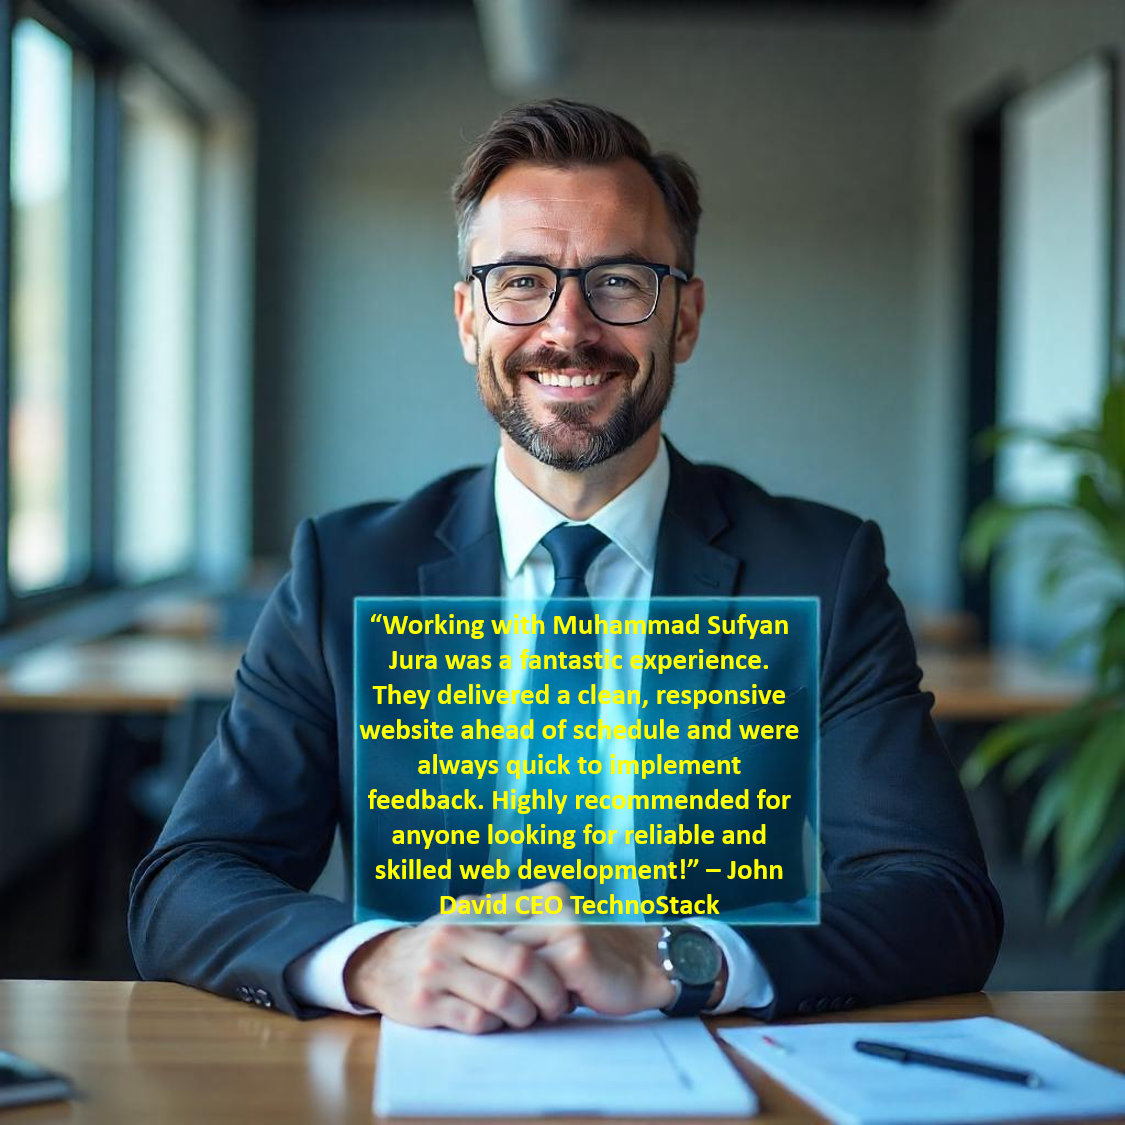 “Working with Muhammad Sufyan
Jura was a fantastic experience.
They delivered a clean, responsive
website ahead of schedule and were
always quick to implement
feedback. Highly recommended for
anyone looking for reliable and
skilled web development!” – John
David CEO TechnoStack